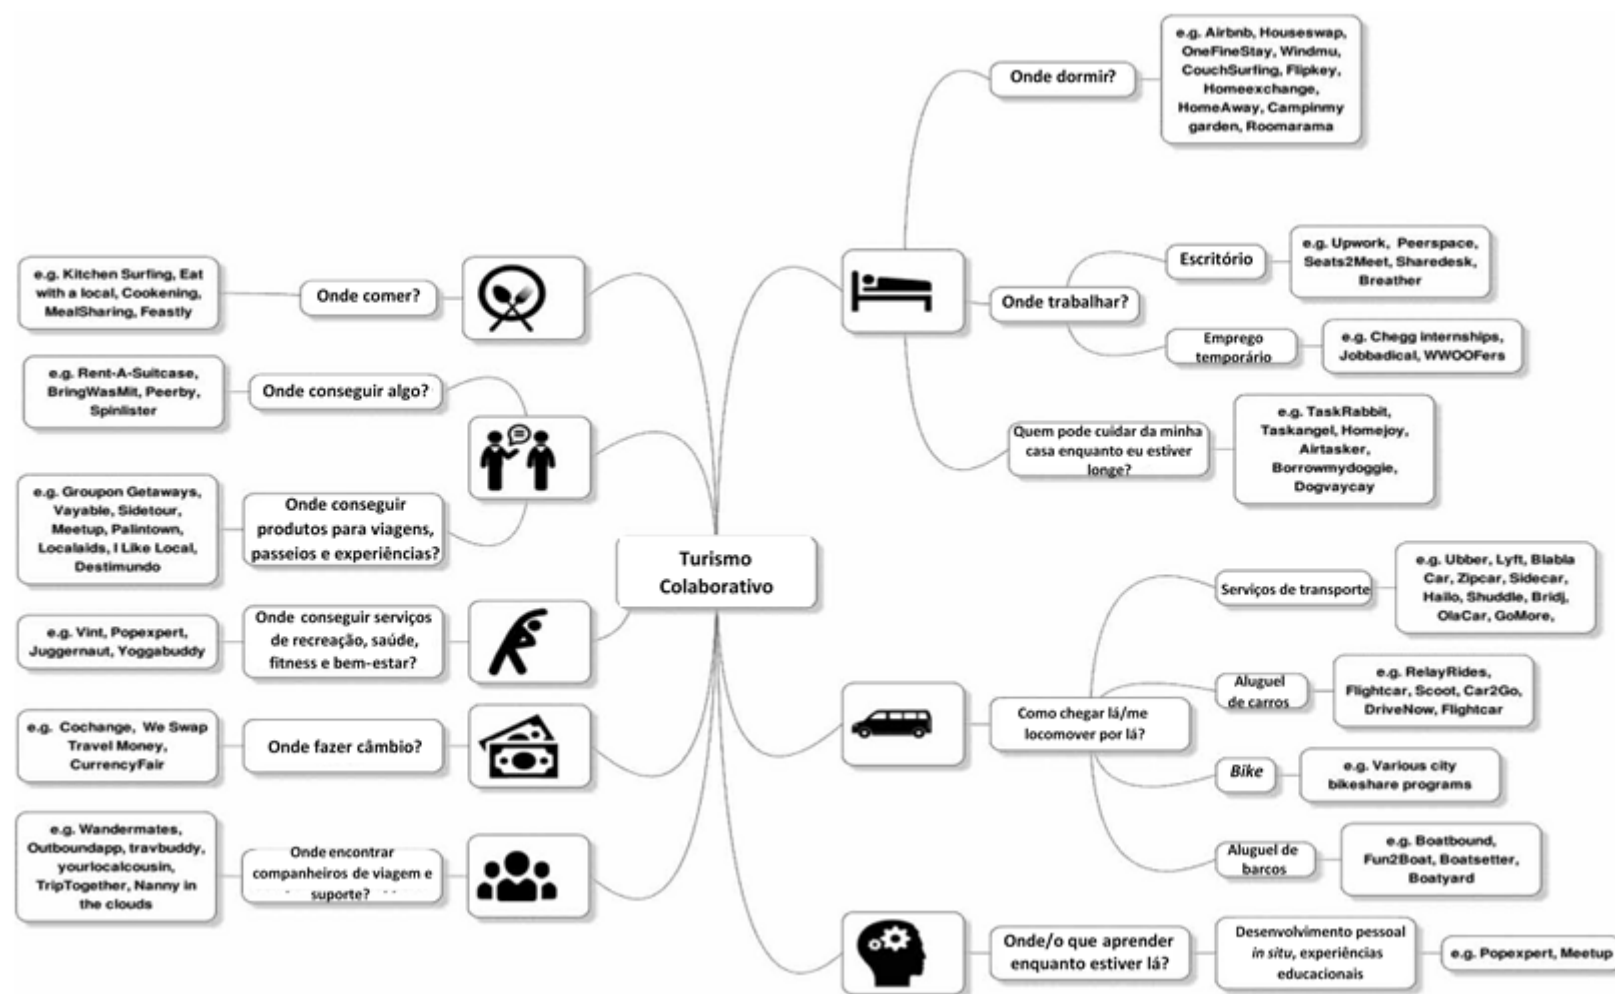 Turismo
Colaborativo
Onde comer?
e.g. Kitchen Surfing, Eat
with a local, Cookening,
MealSharing, Feastly
Onde conseguir algo?
e.g. Rent-A-Suitcase,
BringWasMit, Peerby,
Spinlister
Onde conseguir
produtos para viagens,
passeios e experiências?
e.g. Groupon Getaways,
Vayable, Sidetour,
Meetup, Palintown,
Localaids, I Like Local,
Destimundo
Onde conseguir serviços
de recreação, saúde,
fitness e bem-estar?
e.g. Vint, Popexpert,
Juggernaut, Yoggabuddy
Onde fazer câmbio?
e.g. Cochange, We Swap
Travel Money,
CurrencyFair
Onde encontrar
companheiros de viagem e
suporte?
e.g. Wandermates,
Outboundapp, travbuddy,
yourlocalcousin,
TripTogether, Nanny in
the clouds
Onde dormir?
e.g. Airbnb, Houseswap,
OneFineStay, Windmu,
CouchSurfing, Flipkey,
Homeexchange,
HomeAway, Campinmy
garden, Roomarama
Onde trabalhar?
Escritório
e.g. Upwork, Peerspace,
Seats2Meet, Sharedesk,
Breather
Emprego
temporário
e.g. Chegg internships,
Jobbadical, WWOOFers
Quem pode cuidar da minha
casa enquanto eu estiver
longe?
e.g. TaskRabbit,
Taskangel, Homejoy,
Airtasker,
Borrowmydoggie,
Dogvaycay
Como chegar lá/me
locomover por lá?
Serviços de transporte
e.g. Ubber, Lyft, Blabla
Car, Zipcar, Sidecar,
Hailo, Shuddle, Bridj,
OlaCar, GoMore,
Aluguel
de carros
e.g. RelayRides,
Flightcar, Scoot, Car2Go,
DriveNow, Flightcar
Bike
e.g. Various city
bikeshare programs
Aluguel de
barcos
e.g. Boatbound,
Fun2Boat, Boatsetter,
Boatyard
Onde/o que aprender
enquanto estiver lá?
Desenvolvimento pessoal
in situ, experiências
educacionais
e.g. Popexpert, Meetup